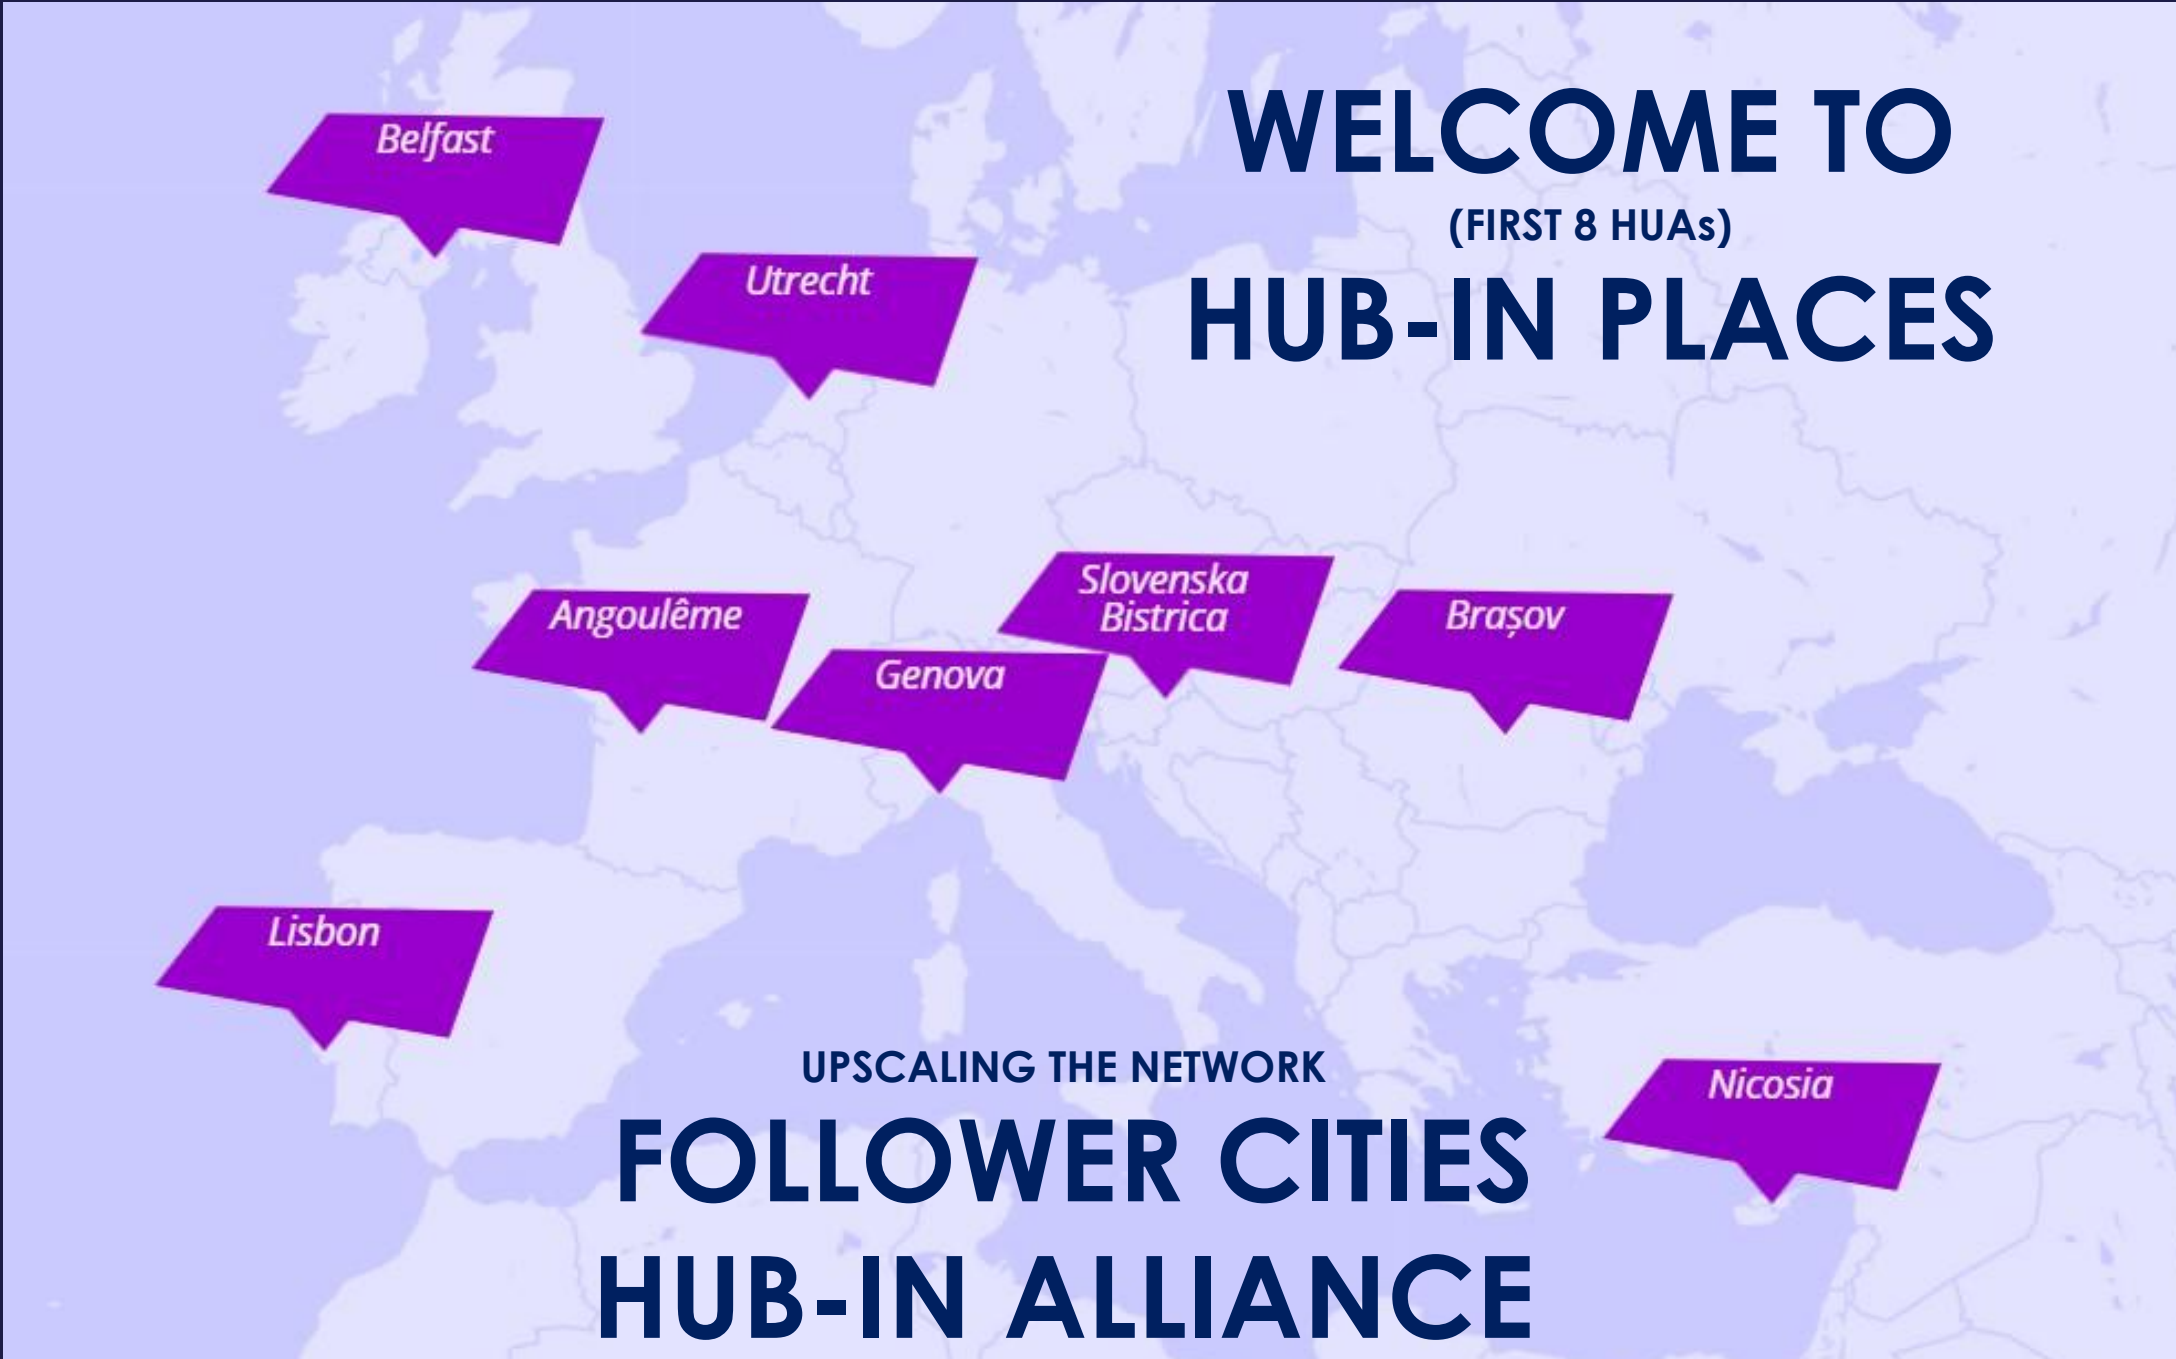 WELCOME TO
(FIRST 8 HUAs)
HUB-IN PLACES
Belfast
Utrecht
Slovenska
Bistrica
Angoulême
Brașov
Genova
Lisbon
Nicosia
UPSCALING THE NETWORK
FOLLOWER CITIES
HUB-IN ALLIANCE